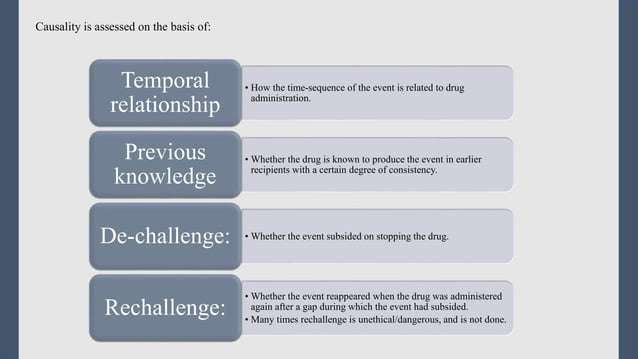 Causality is assessed on the basis of:
Temporal
relationship
• How the time-sequence of the event is related to drug
administration.
Previous
knowledge
• Whether the drug is known to produce the event in earlier
recipients with a certain degree of consistency.
De-challenge:
• Whether the event subsided on stopping the drug.
Rechallenge:
• Whether the event reappeared when the drug was administered
again after a gap during which the event had subsided.
• Many times rechallenge is unethical/dangerous, and is not done.